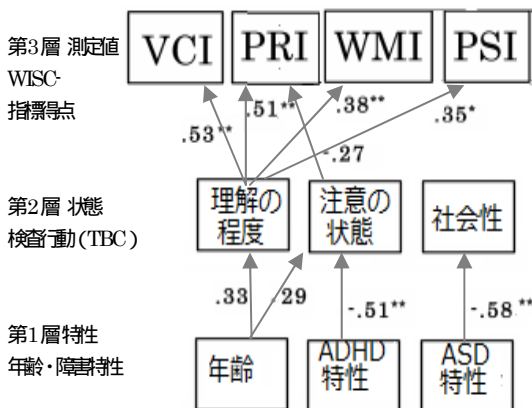 第3層 測定値
WISC-
指標得点
VCI
PRI
WMI
PSI
.53**
.51**
.38**
.35*
-.27
第2層 状態
検査行動(TBC)
理解の
程度
注意の
状態
社会性
.33
.29
-.51**
-.58 **
第1層特性
年齢・障害特性
年齢
ADHD
特性
ASD
特性